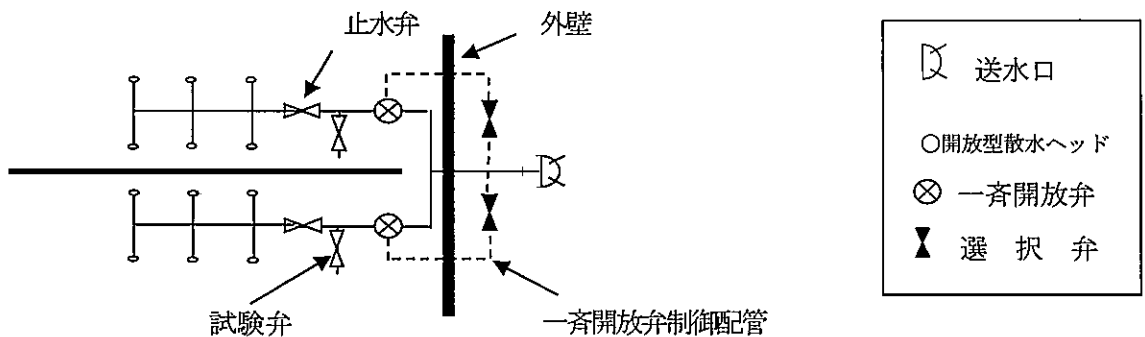 止水弁
外壁
試験弁
一斉開放弁制御配管
送水口
○開放型散水ヘッド
一斉開放弁
選択弁